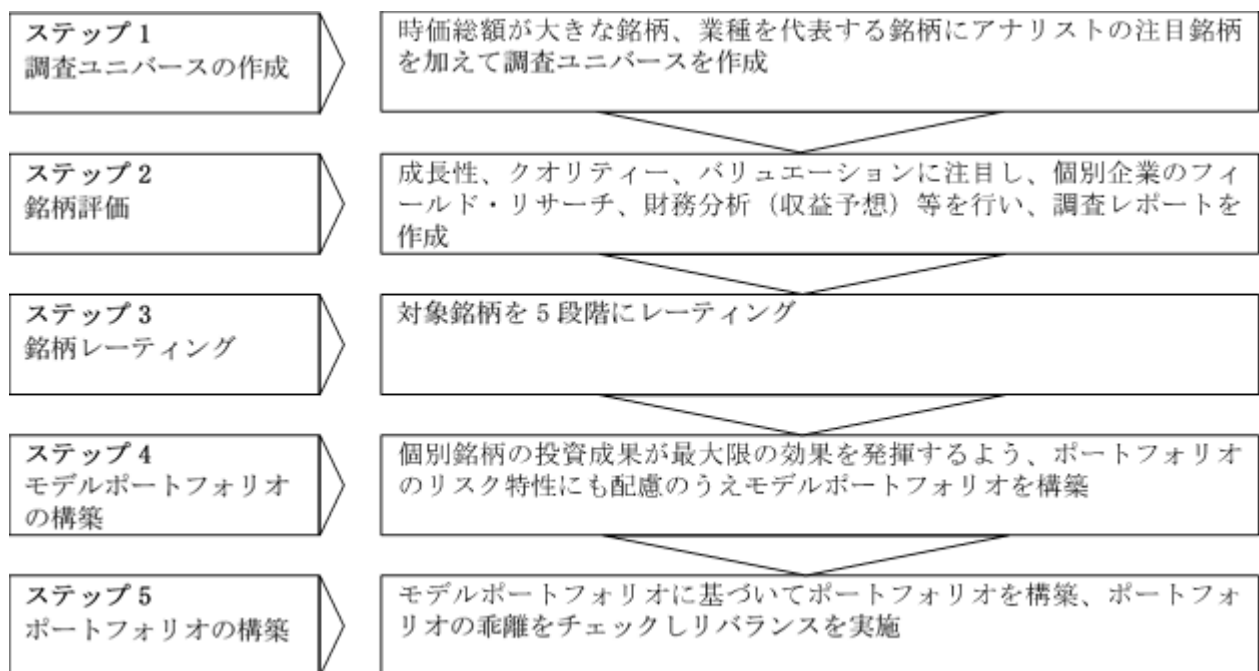 ステップ 1
調査ユニバースの作成
時価総額が大きな銘柄、業種を代表する銘柄にアナリストの注目銘柄
を加えて調査ユニバースを作成
ステップ 2
銘柄評価
成長性、クオリティー、バリュエーションに注目し、個別企業のフィ
ールド・リサーチ、財務分析（収益予想）等を行い、調査レポートを
作成
ステップ 3
銘柄レーティング
対象銘柄を 5 段階にレーティング
ステップ 4
モデルポートフォリオ
の構築
個別銘柄の投資成果が最大限の効果を発揮するよう、ポートフォリオ
のリスク特性にも配慮のうえモデルポートフォリオを構築
ステップ 5
ポートフォリオの構築
モデルポートフォリオに基づいてポートフォリオを構築、ポートフォ
リオの乖離をチェックしリバランスを実施